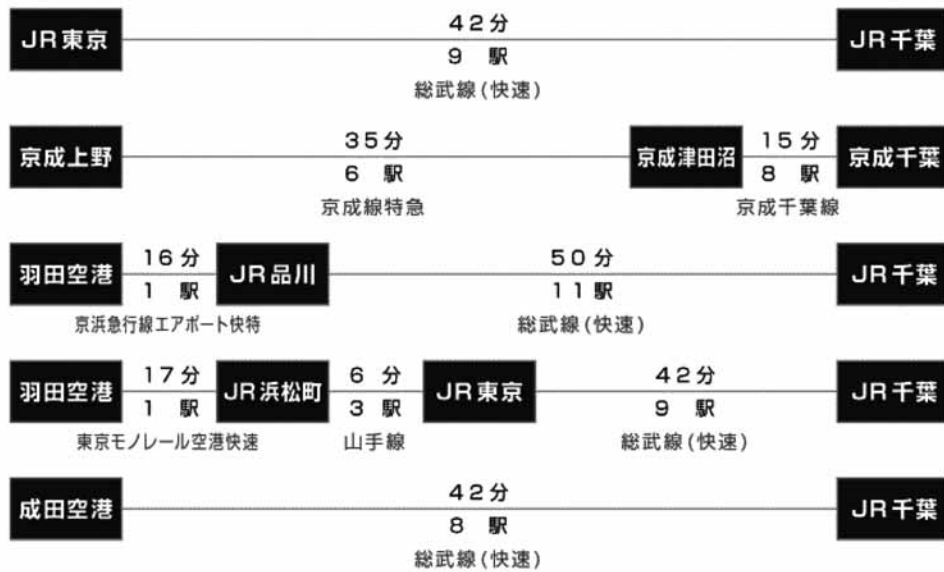 42分
JR東京 JR千葉
9 駅
総武線(快速)
35分 15分
京成上野 京成津田沼 京成千葉
6 駅 8 駅
京成線特急 京成千葉線
16分 50分
羽田空港 JR品川 JR千葉
1 駅 11駅
京浜急行線エアポート快特 総武線(快速)
17分 6 分 42分
羽田空港 JR浜松町 JR東京 JR千葉
1 駅 3 駅 9 駅
東京モノレール空港快速 山手線 総武線(快速)
42分
成田空港 JR千葉
8 駅
総武線(快速)